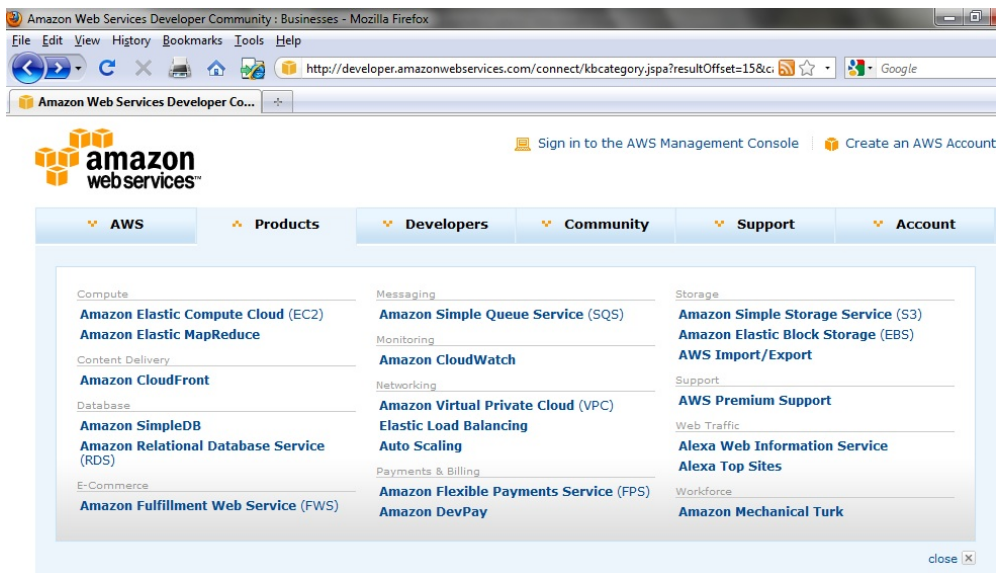 Amazon Web Services Developer Community : Businesses - Mozilla Firefox
File Edit View History Bookmarks Tools Help
http://developer.amazonwebservices.com/connect/kbcategory.jspa?resultOffset=15&c Google
Amazon Web Services Developer Co...
amazon
webservices™
Sign in to the AWS Management Console
Create an AWS Account
AWS Products Developers Community Support Account
Compute
Amazon Elastic Compute Cloud (EC2)
Amazon Elastic MapReduce
Content Delivery
Amazon CloudFront
Database
Amazon SimpleDB
Amazon Relational Database Service
(RDS)
E-Commerce
Amazon Fulfillment Web Service (FWS)
Messaging
Amazon Simple Queue Service (SQS)
Monitoring
Amazon CloudWatch
Networking
Amazon Virtual Private Cloud (VPC)
Elastic Load Balancing
Auto Scaling
Payments & Billing
Amazon Flexible Payments Service (FPS)
Amazon DevPay
Storage
Amazon Simple Storage Service (S3)
Amazon Elastic Block Storage (EBS)
AWS Import/Export
Support
AWS Premium Support
Web Traffic
Alexa Web Information Service
Alexa Top Sites
Workforce
Amazon Mechanical Turk
close